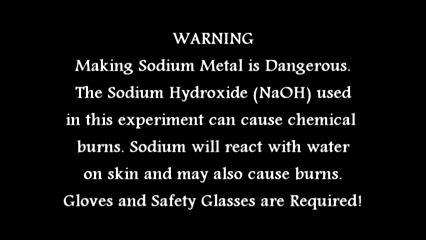 WARNING
Making Sodium Metal is Dangerous.
The Sodium Hydroxide (NaOH) used
in this experiment can cause chemical
burns. Sodium will react with water
on skin and may also cause burns.
Gloves and Safety Glasses are Required!